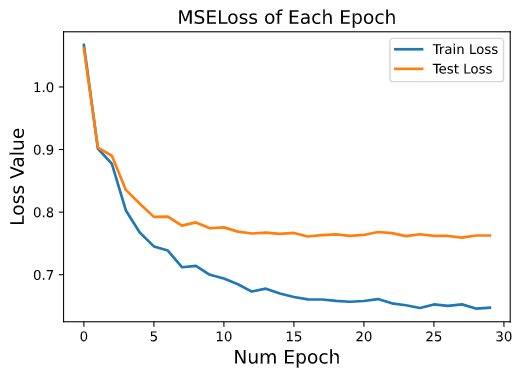 MSELoss of Each Epoch
Train Loss
Test Loss
1.0
0.9
0.8
0.7
Loss Value
0 5 10 15 20 25 30
Num Epoch